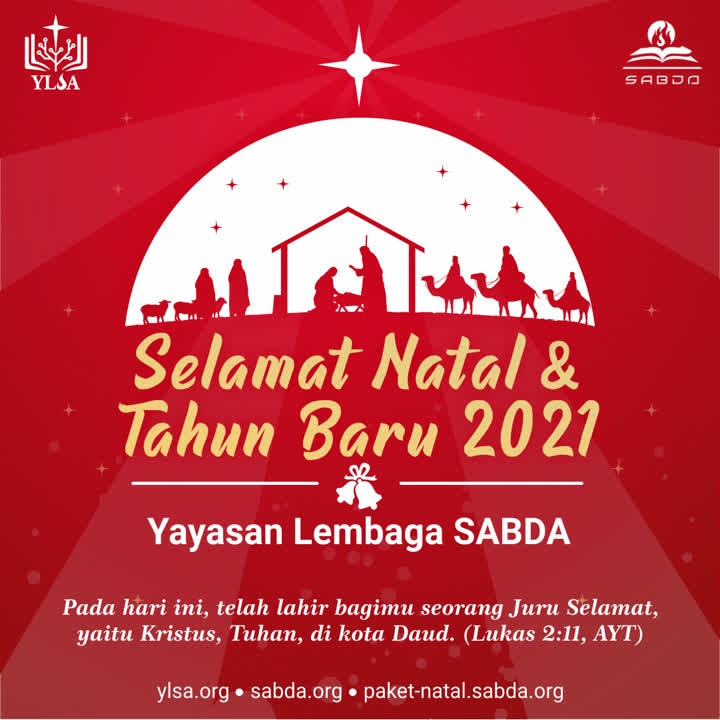 YLSA
SABDA
Selamat Natal &
Tahun Baru 2021
Yayasan Lembaga SABDA
Pada hari ini, telah lahir bagimu seorang Juru Selamat,
yaitu Kristus, Tuhan, di kota Daud. (Lukas 2:11, AYT)
ylsa.org • sabda.org • paket-natal.sabda.org